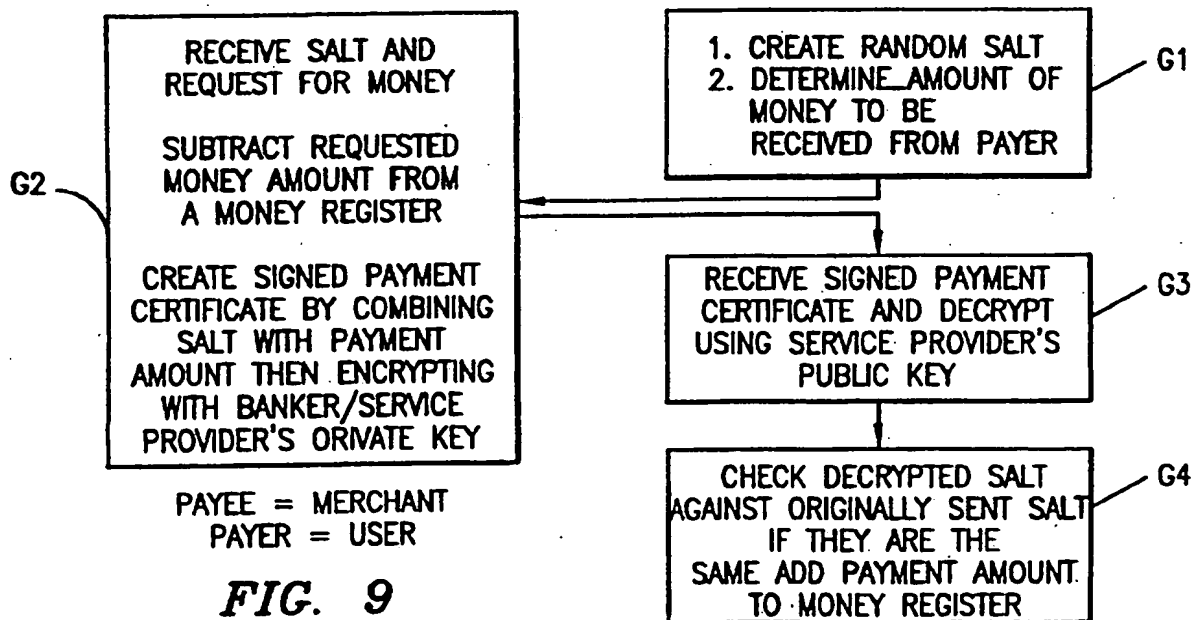 1. CREATE RANDOM SALT
2. DETERMINE AMOUNT OF
MONEY TO BE
RECEIVED FROM PAYER
G1
RECEIVE SALT AND
REQUEST FOR MONEY
SUBTRACT REQUESTED
MONEY AMOUNT FROM
A MONEY REGISTER
CREATE SIGNED PAYMENT
CERTIFICATE BY COMBINING
SALT WITH PAYMENT
AMOUNT THEN ENCRYPTING
WITH BANKER/SERVICE
PROVIDER'S ORIVATE KEY
G2
RECEIVE SIGNED PAYMENT
CERTIFICATE AND DECRYPT
USING SERVICE PROVIDER'S
PUBLIC KEY
G3
CHECK DECRYPTED SALT
AGAINST ORIGINALLY SENT SALT
IF THEY ARE THE
SAME ADD PAYMENT AMOUNT
TO MONEY REGISTER
G4
PAYEE = MERCHANT
PAYER = USER
FIG. 9